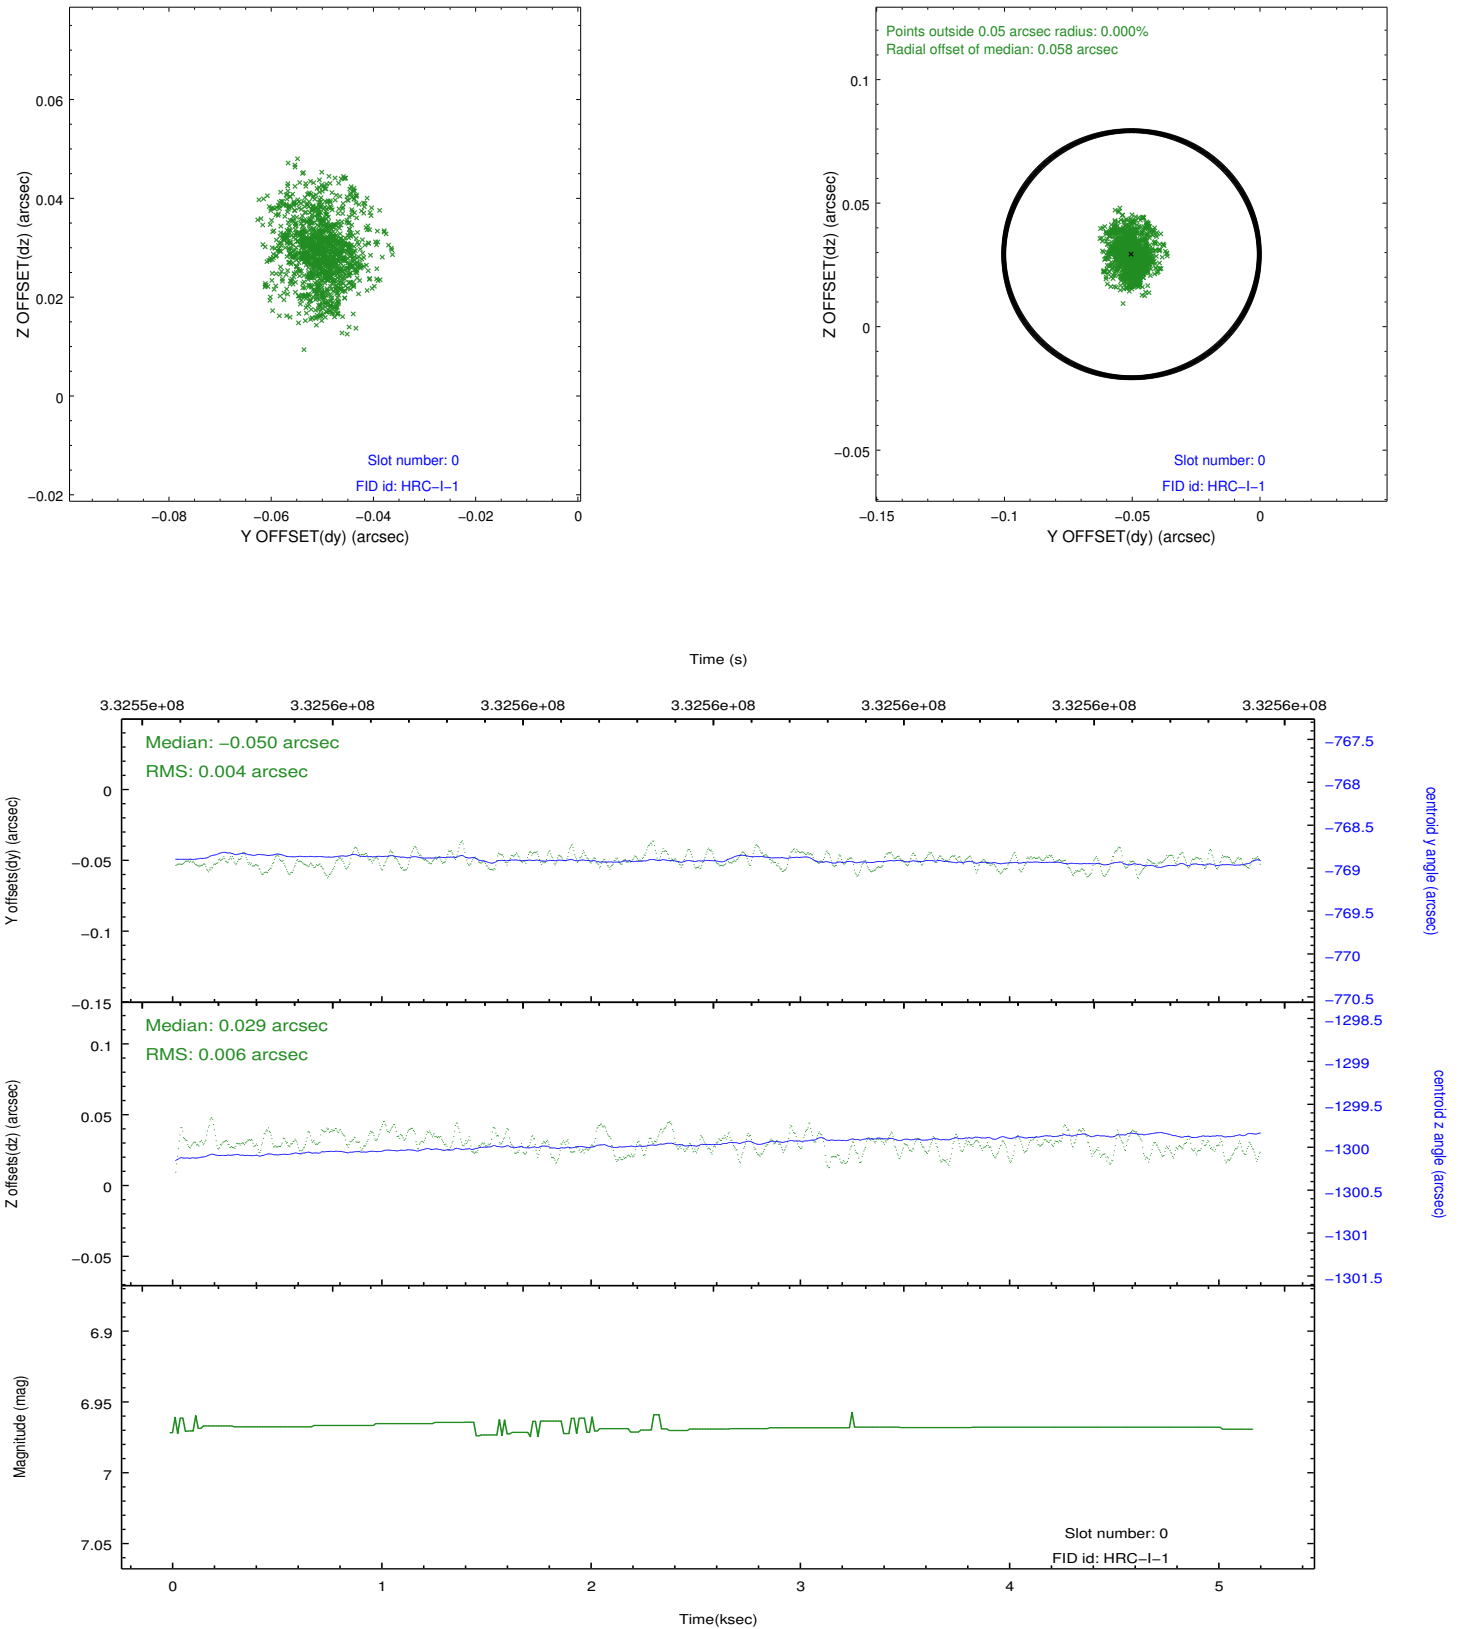 0.06
0.04
0.02
0
−0.02
Z OFFSET(dz) (arcsec)
Slot number: 0
FID id: HRC−I−1
−0.08
−0.06
−0.04
−0.02
0
Y OFFSET(dy) (arcsec)
Points outside 0.05 arcsec radius: 0.000%
Radial offset of median: 0.058 arcsec
0.1
0.05
0
−0.05
Z OFFSET(dz) (arcsec)
Slot number: 0
FID id: HRC−I−1
−0.15
−0.1
−0.05
0
Y OFFSET(dy) (arcsec)
Time (s)
3.3255e+08
3.3256e+08
3.3256e+08
3.3256e+08
3.3256e+08
3.3256e+08
3.3256e+08
Median: −0.050 arcsec
RMS: 0.004 arcsec
0
−0.05
−0.1
−0.15
Y offsets(dy) (arcsec)
−767.5
−768
−768.5
−769
−769.5
−770
−770.5
centroid y angle (arcsec)
Median: 0.029 arcsec
RMS: 0.006 arcsec
0.1
0.05
0
−0.05
Z offsets(dz) (arcsec)
−1298.5
−1299
−1299.5
−1300
−1300.5
−1301
−1301.5
centroid z angle (arcsec)
6.9
6.95
7
7.05
Magnitude (mag)
Slot number: 0
FID id: HRC−I−1
0
1
2
3
4
5
Time(ksec)